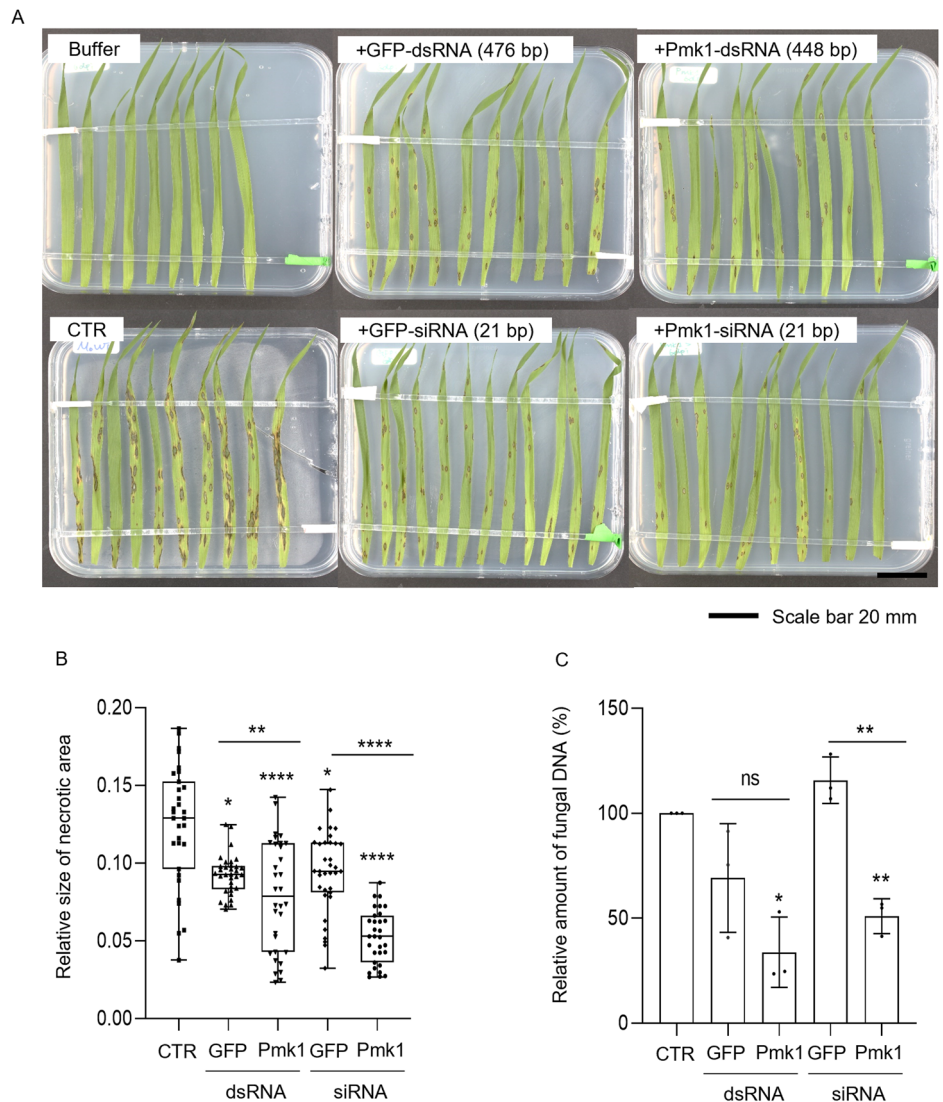 A
Buffer
+GFP-dsRNA (476 bp)
+Pmk1-dsRNA (448 bp)
CTR
+GFP-siRNA (21 bp)
+Pmk1-siRNA (21 bp)
Scale bar 20 mm
B
Relative size of necrotic area
0.20
0.15
0.10
0.05
0.00
**
****
*
****
*
****
CTR GFP Pmk1 GFP Pmk1
dsRNA siRNA
C
Relative amount of fungal DNA (%)
150
100
50
0
**
ns
*
**
CTR GFP Pmk1 GFP Pmk1
dsRNA siRNA